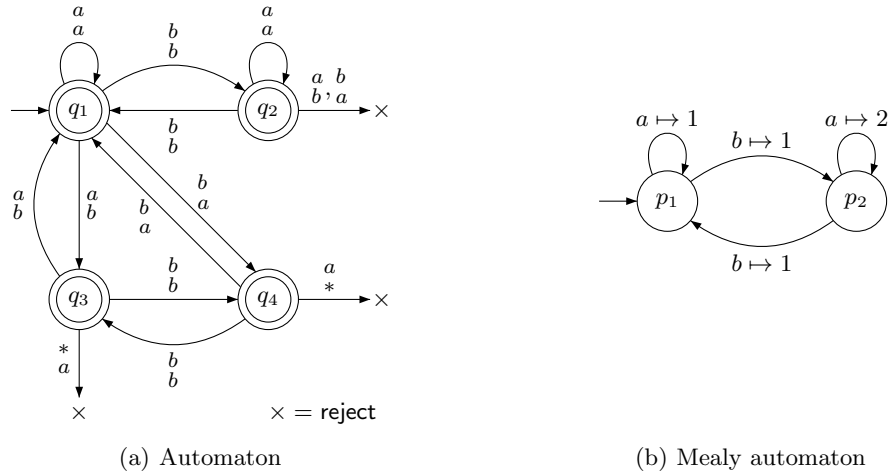 a
a
b
b
a
a
q₁
q₂
a b
b , a
×
b
b
a
b
a
b
b
a
b
a
q₃
b
b
q₄
a
*
×
*
a
b
b
×
× = reject
(a) Automaton
a ↦ 1
b ↦ 1
a ↦ 2
p₁
p₂
b ↦ 1
(b) Mealy automaton